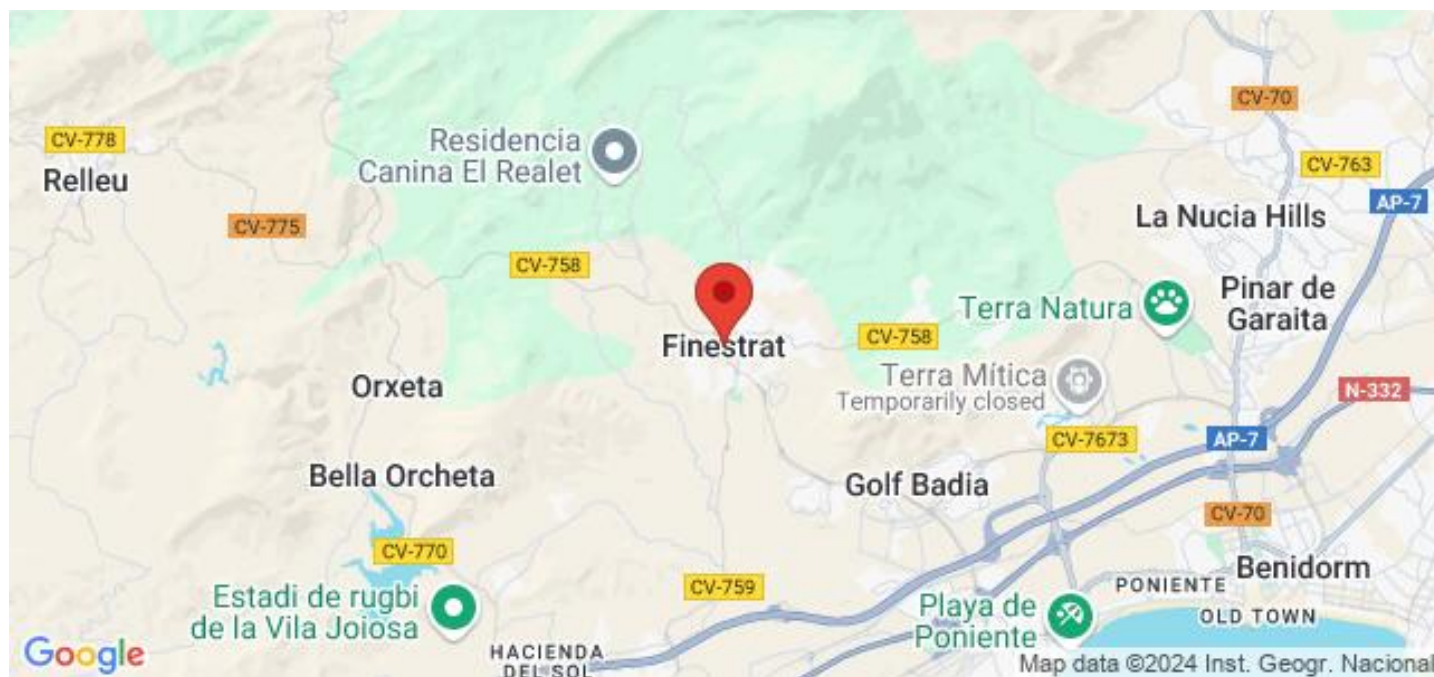 CV-70
CV-778
Residencia
Canina El Realet
CV-763
Relleu
AP-7
La Nucia Hills
CV-775
CV-758
Terra Natura
Pinar de
Garaita
Finestrat
CV-758
Orxeta
Terra Mítica
Temporarily closed
N-332
CV-7673
AP-7
Bella Orcheta
Golf Badia
CV-70
CV-770
Benidorm
CV-759
PONIENTE
Estadi de rugbi
de la Vila Joiosa
Playa de
Poniente
OLD TOWN
HACIENDA
DEL SOL
Google
Map data ©2024 Inst. Geogr. Nacional